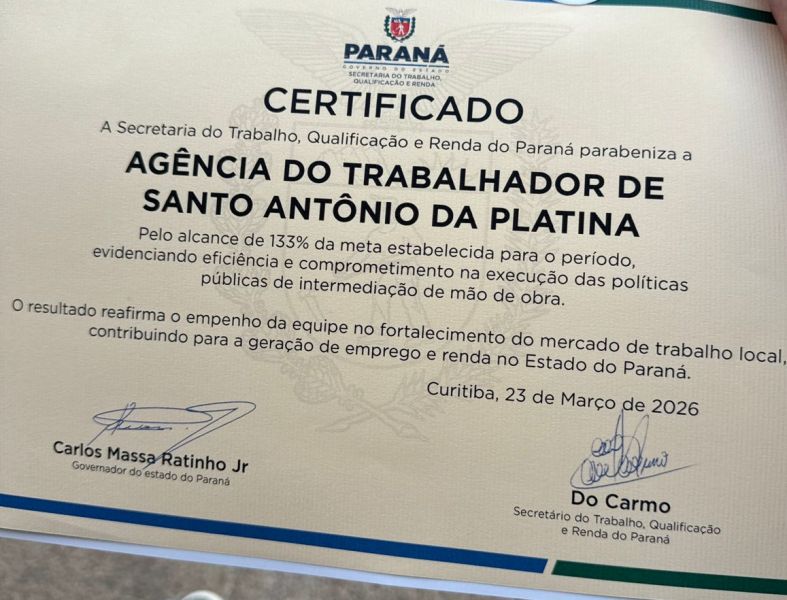 PARANÁ
GOVERNO DO ESTADO
SECRETARIA DO TRABALHO,
QUALIFICAÇÃO E RENDA
CERTIFICADO
A Secretaria do Trabalho, Qualificação e Renda do Paraná parabeniza a
AGÊNCIA DO TRABALHADOR DE
SANTO ANTÔNIO DA PLATINA
Pelo alcance de 133% da meta estabelecida para o período,
evidenciando eficiência e comprometimento na execução das políticas
públicas de intermediação de mão de obra.
O resultado reafirma o empenho da equipe no fortalecimento do mercado de trabalho local,
contribuindo para a geração de emprego e renda no Estado do Paraná.
Curitiba, 23 de Março de 2026
Carlos Massa Ratinho Jr
Governador do estado do Paraná
Do Carmo
Secretário do Trabalho, Qualificação
e Renda do Paraná